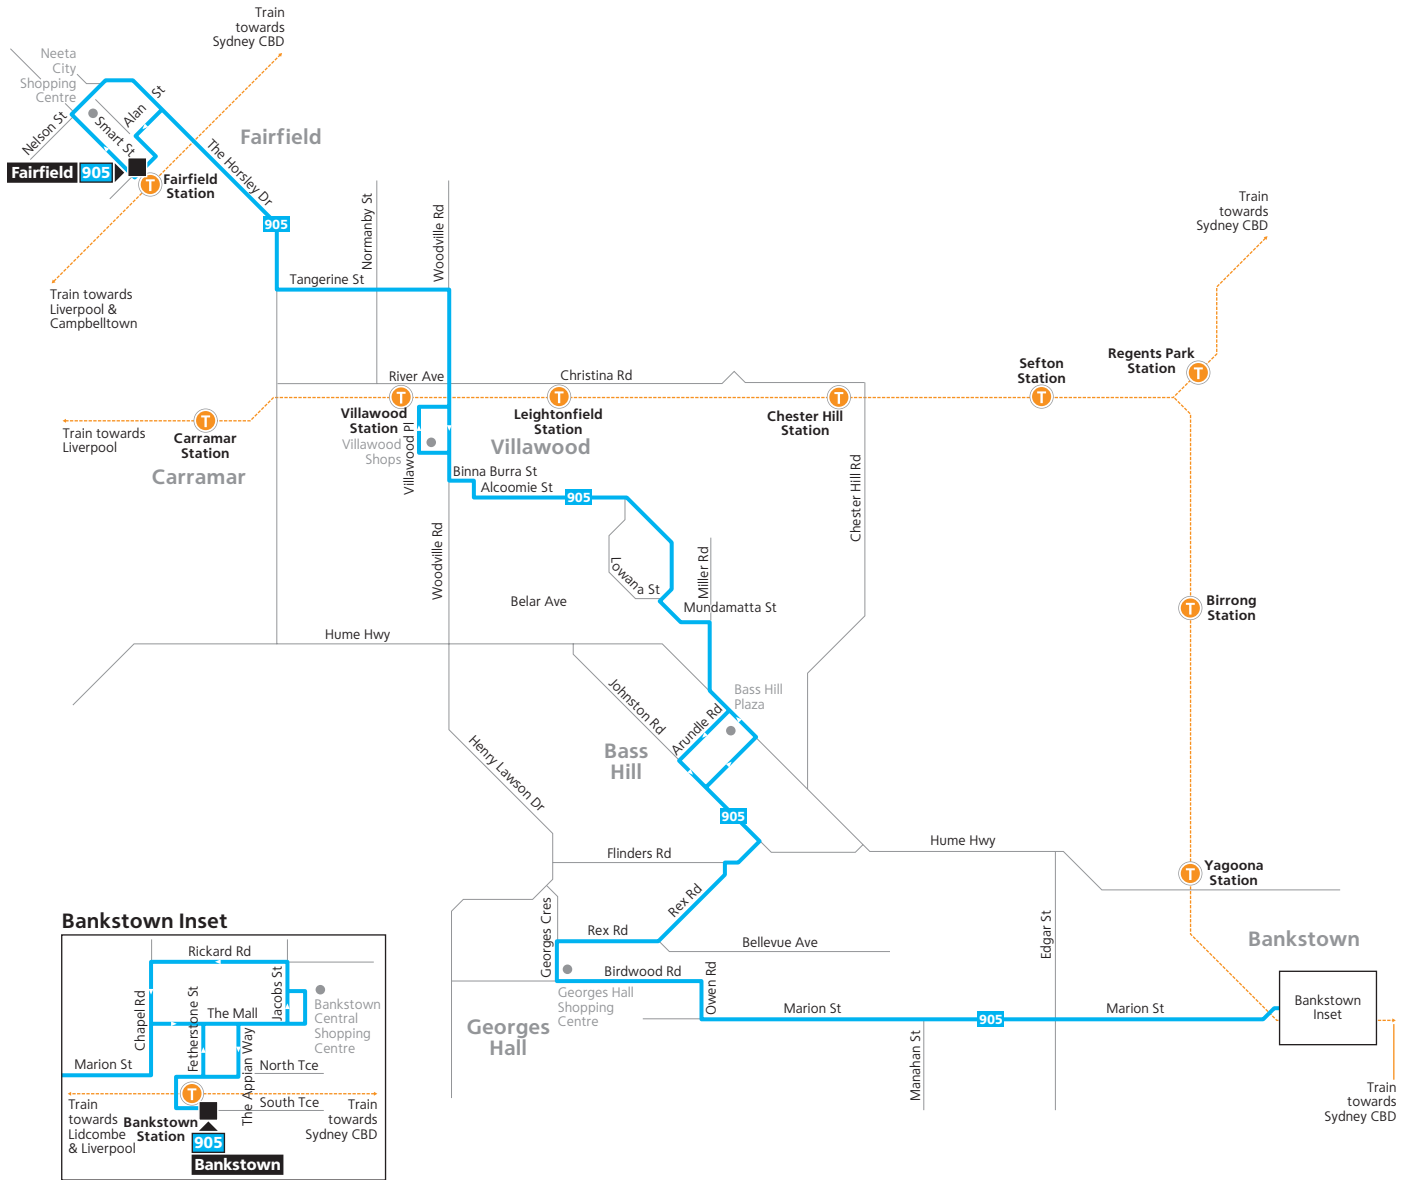 Train
towards
Sydney CBD
Neeta
City
Shopping
Centre
Nelson St
Smart St
Alan
St
The Horsley Dr
Fairfield
Fairfield 905
T
Fairfield
Station
905
Train towards
Liverpool &
Campbelltown
Tangerine St
Normanby St
Woodville Rd
Train
towards
Sydney CBD
River Ave
Christina Rd
T
Villawood
Station
T
Leightonfield
Station
T
Chester Hill
Station
Sefton
Station
T
Regents Park
Station
T
Train towards
Liverpool
T
Carramar
Station
Carramar
Villawood Pl
Villawood
Shops
Villawood
Binna Burra St
Alcoomie St
905
Chester Hill Rd
Woodville Rd
Lowana St
Miller Rd
Belar Ave
Mundamatta St
T
Birrong
Station
Hume Hwy
Johnston Rd
Arundle Rd
Bass Hill
Plaza
Bass
Hill
Henry Lawson Dr
905
Flinders Rd
Hume Hwy
T
Yagoona
Station
Rex Rd
Georges Cres
Rex Rd
Bellevue Ave
Edgar St
Bankstown
Birdwood Rd
Owen Rd
Georges Hall
Shopping
Centre
Georges
Hall
Marion St
905
Marion St
Manahan St
Bankstown
Inset
Train
towards
Sydney CBD
Bankstown Inset
Rickard Rd
Chapel Rd
Fetherstone St
The Mall
Jacobs St
Bankstown
Central
Shopping
Centre
Marion St
The Appian Way
North Tce
T
South Tce
Train
towards
Lidcombe
& Liverpool
Bankstown
Station
Train
towards
Sydney CBD
905
Bankstown